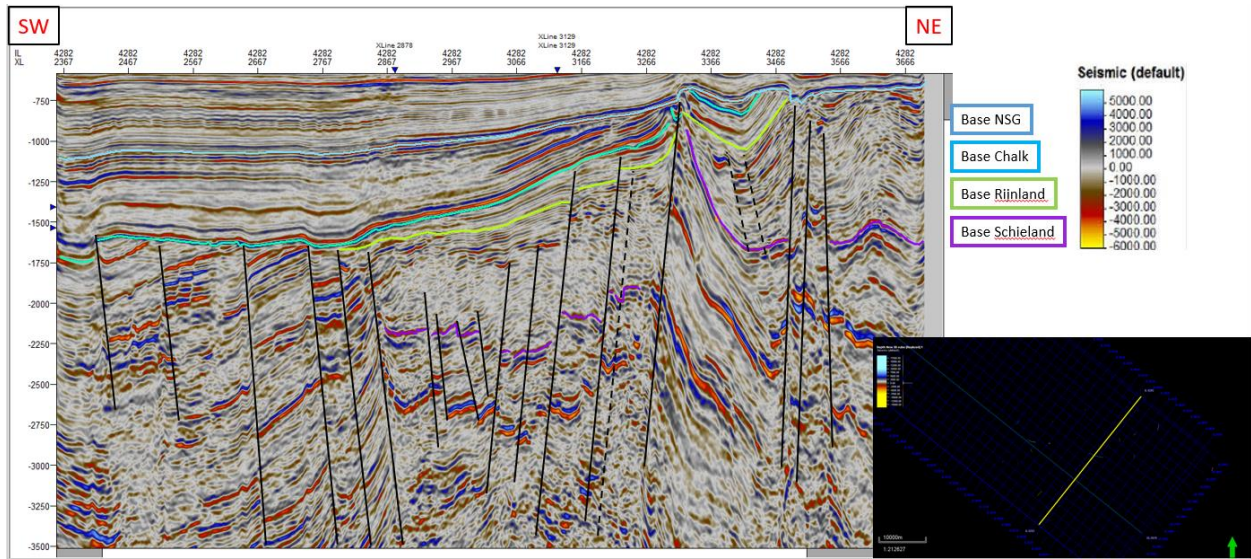 SW
NE
XLine 3129
XLine 2878 XLine 3129
IL 4282 4282 4282 4282 4282 4282 4282 4282 4282 4282 4282 4282 4282 4282
XL 2367 2467 2567 2667 2767 2867 2967 3066 3166 3266 3366 3466 3566 3666
-750
-1000
-1250
-1500
-1750
-2000
-2250
-2500
-2750
-3000
-3250
-3500
Base NSG
Base Chalk
Base Rijnland
Base Schieland
Seismic (default)
5000.00
4000.00
3000.00
2000.00
1000.00
0.00
-1000.00
-2000.00
-3000.00
-4000.00
-5000.00
-6000.00
10000m
1:212827